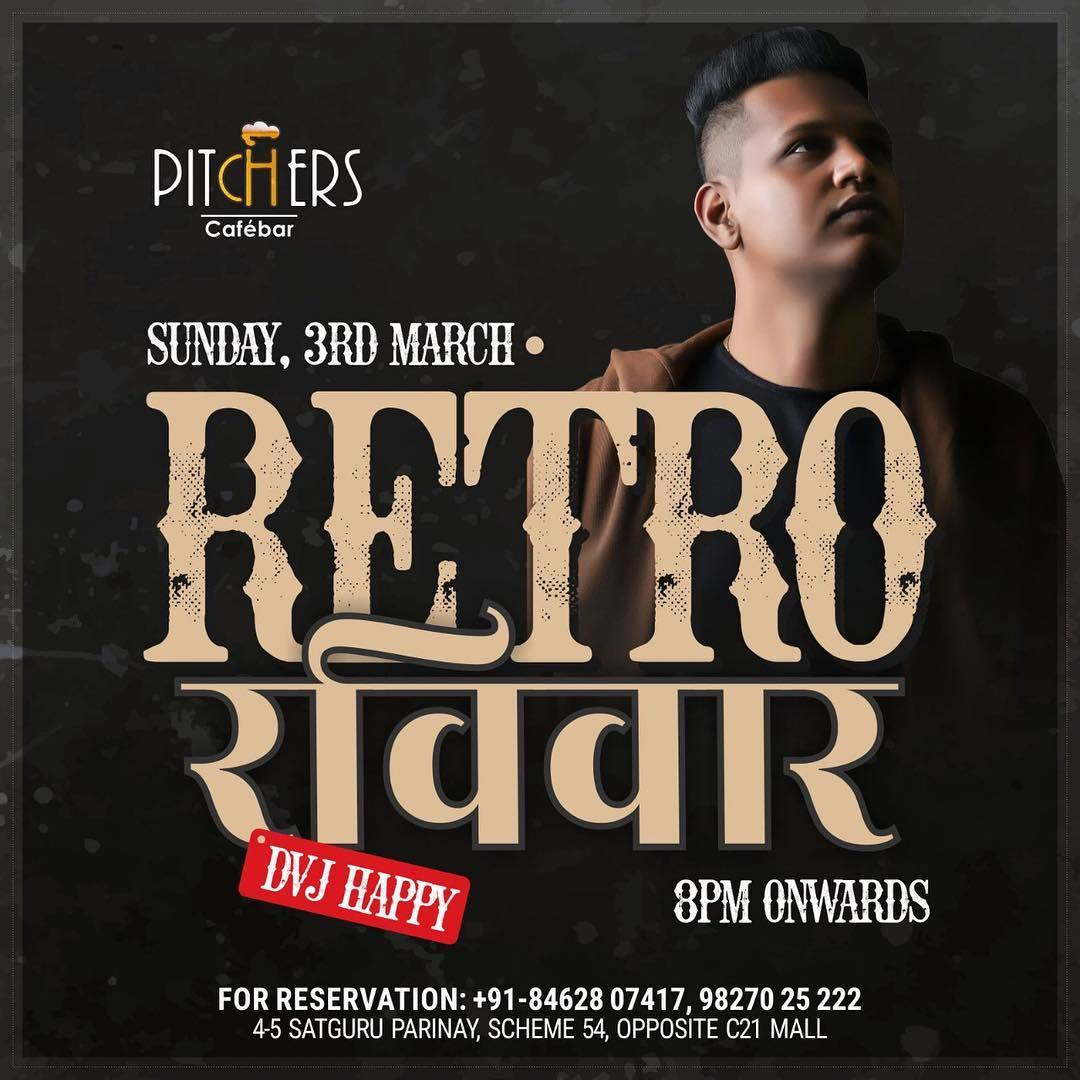 PITCHERS
Cafébar
SUNDAY, 3RD MARCH
RETRO
रविवार
DVJ HAPPY
8PM ONWARDS
FOR RESERVATION: +91-84628 07417, 98270 25 222
4-5 SATGURU PARINAY, SCHEME 54, OPPOSITE C21 MALL